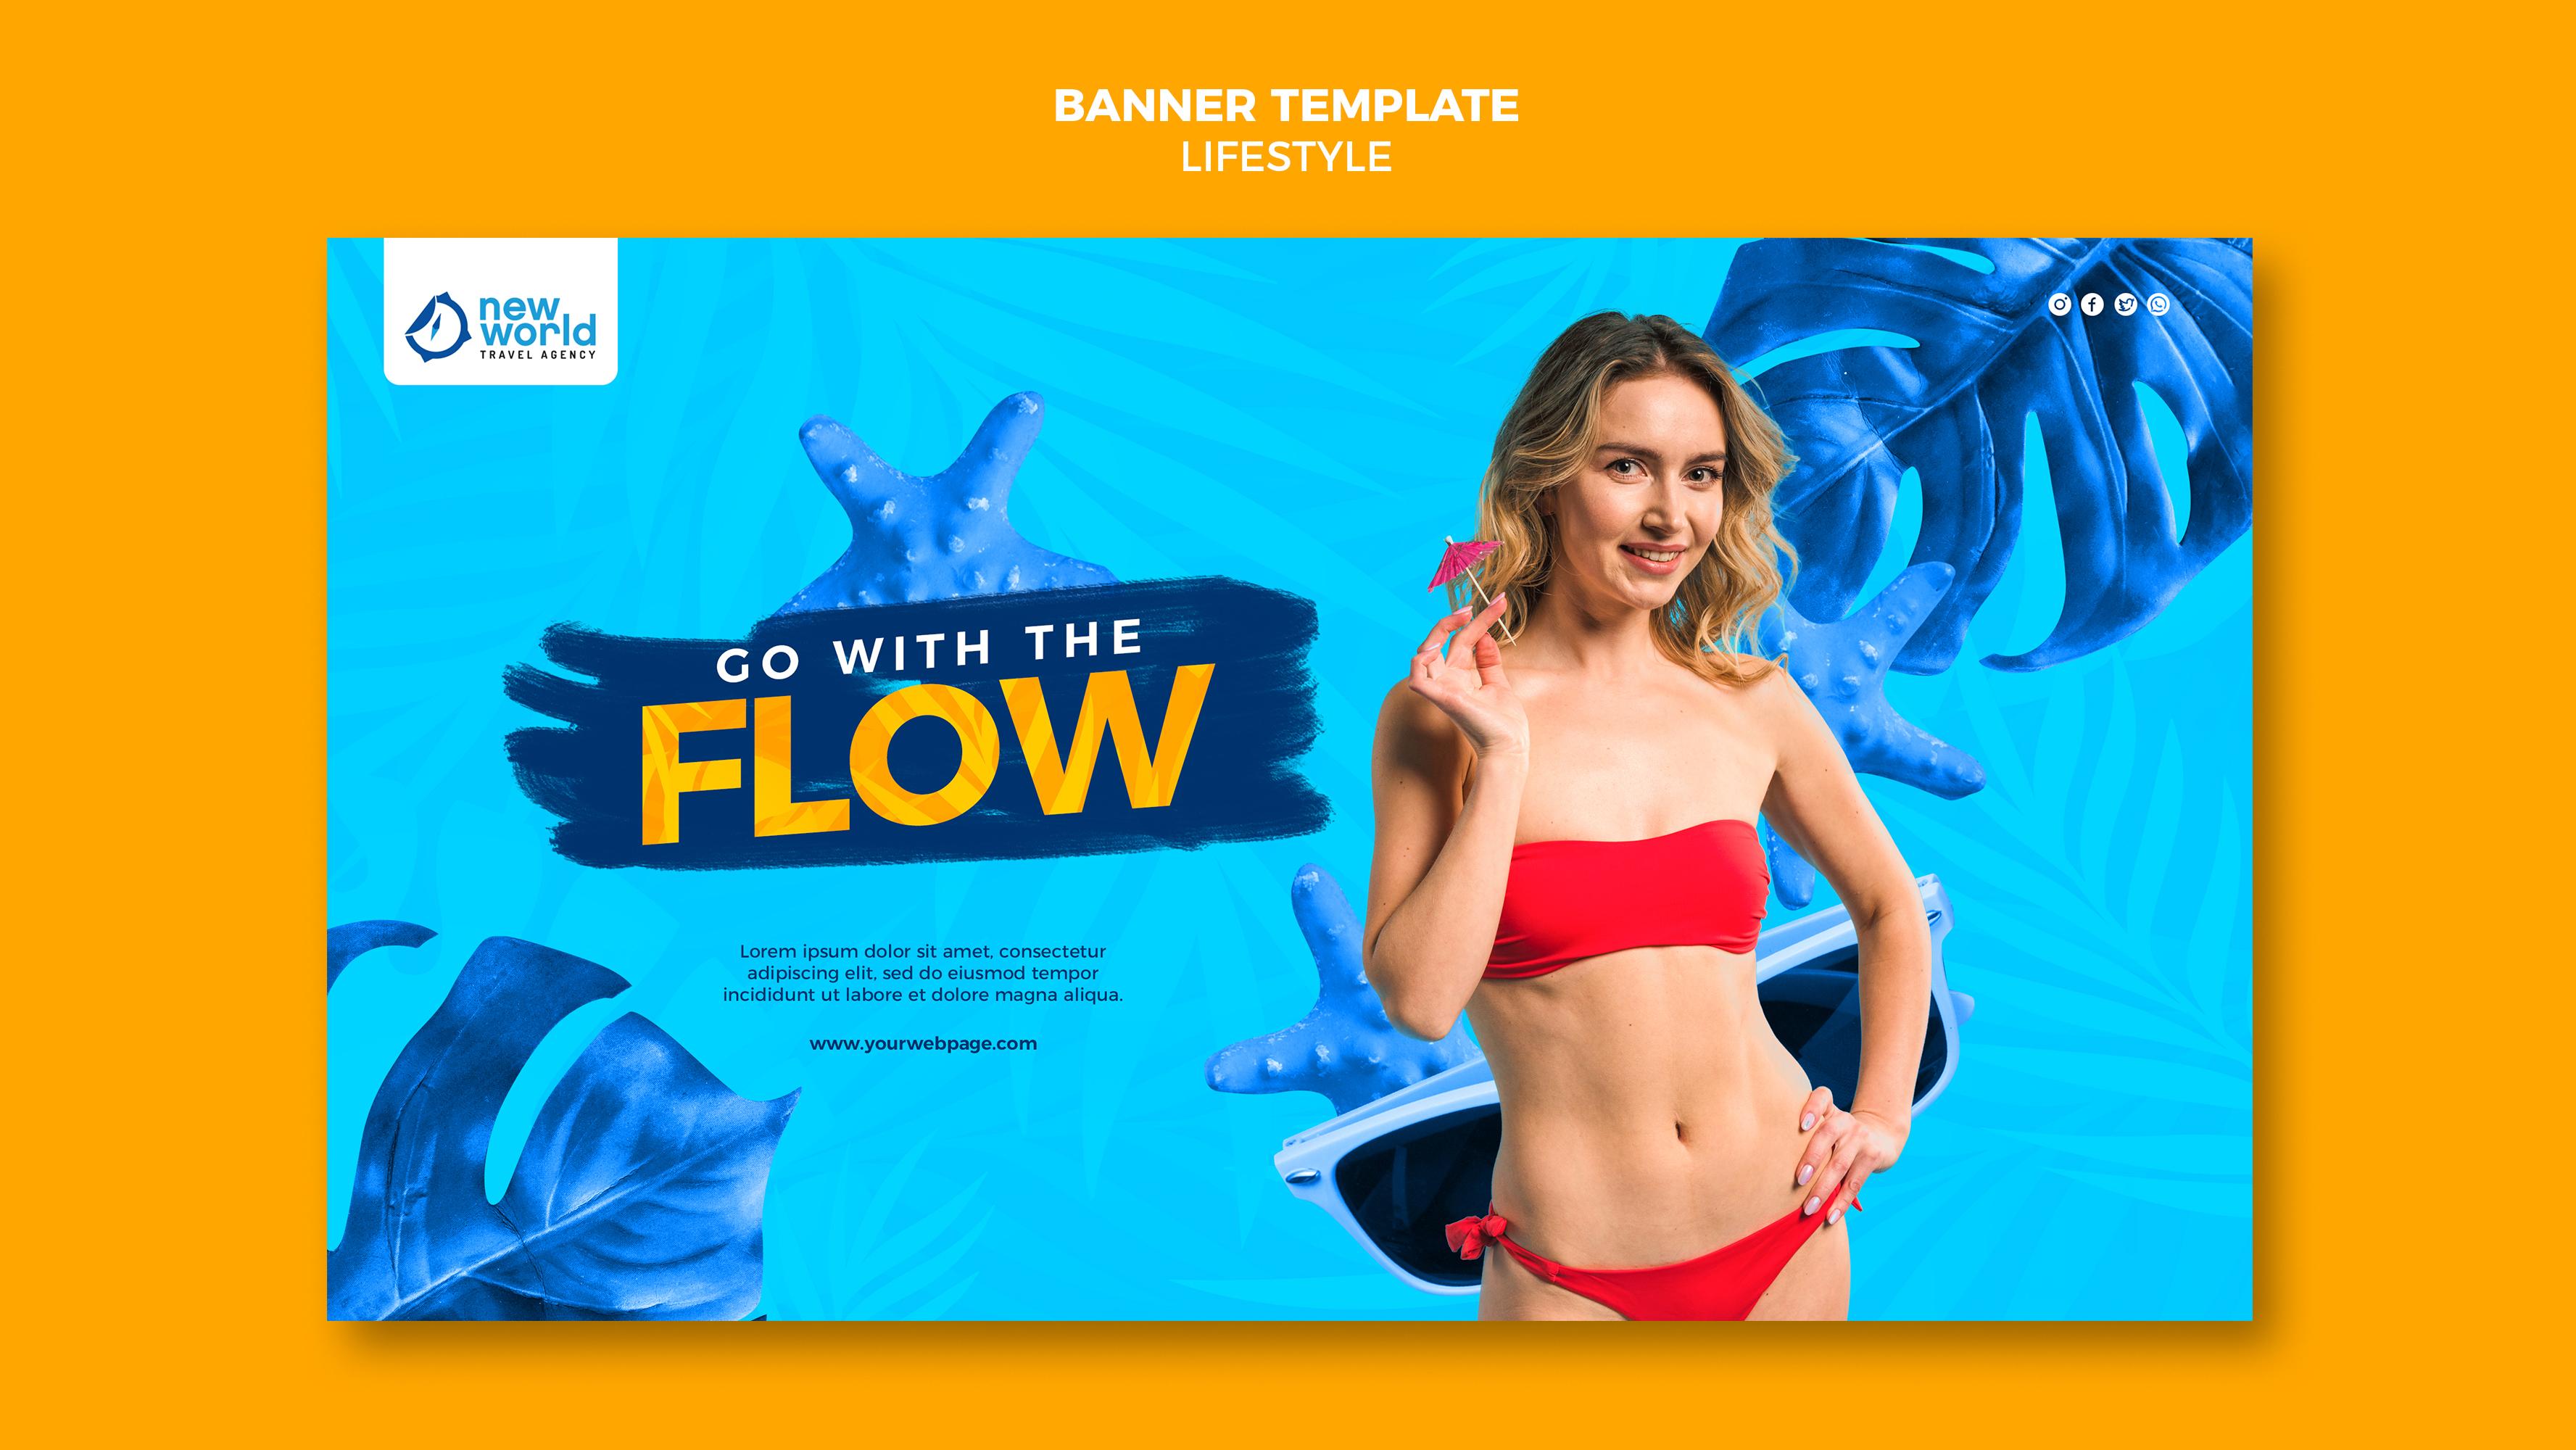 BANNER TEMPLATE
LIFESTYLE
new
world
TRAVEL AGENCY
GO WITH THE
FLOW
Lorem ipsum dolor sit amet, consectetur
adipiscing elit, sed do eiusmod tempor
incididunt ut labore et dolore magna aliqua.
www.yourwebpage.com